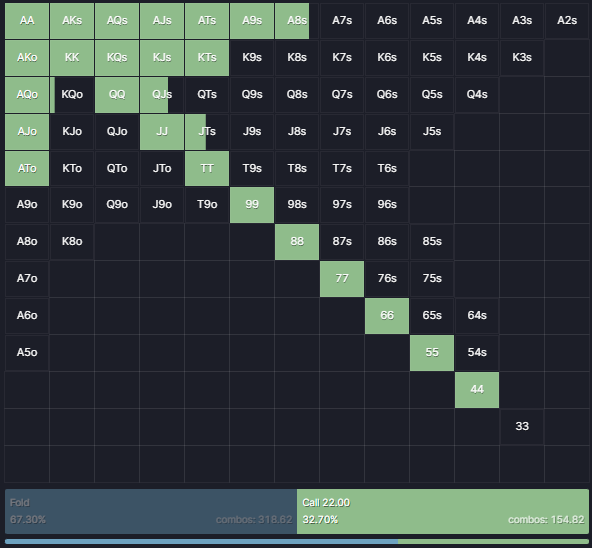 AA AKs AQs AJs ATs A9s A8s A7s A6s A5s A4s A3s A2s
AKo KK KQs KJs KTs K9s K8s K7s K6s K5s K4s K3s
AQo KQo QQ QJs QTs Q9s Q8s Q7s Q6s Q5s Q4s
AJo KJo QJo JJ JTs J9s J8s J7s J6s J5s
ATo KTo QTo JTo TT T9s T8s T7s T6s
A9o K9o Q9o J9o T9o 99 98s 97s 96s
A8o K8o 88 87s 86s 85s
A7o 77 76s 75s
A6o 66 65s 64s
A5o 55 54s
44
33
Fold Call 22.00
67.30% combos: 318.62 32.70% combos: 154.82